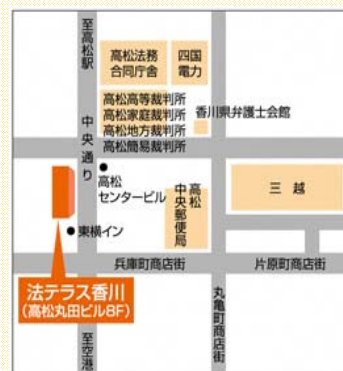 至高松駅
中央通り
高松法務
合同庁舎
四国
電力
高松高等裁判所
高松家庭裁判所
高松地方裁判所
高松簡易裁判所
香川県弁護士会館
高松
センタービル
高松
中央郵便局
三越
東横イン
兵庫町商店街
片原町商店街
法テラス香川
(高松丸田ビル8F)
丸亀町商店街
至空港